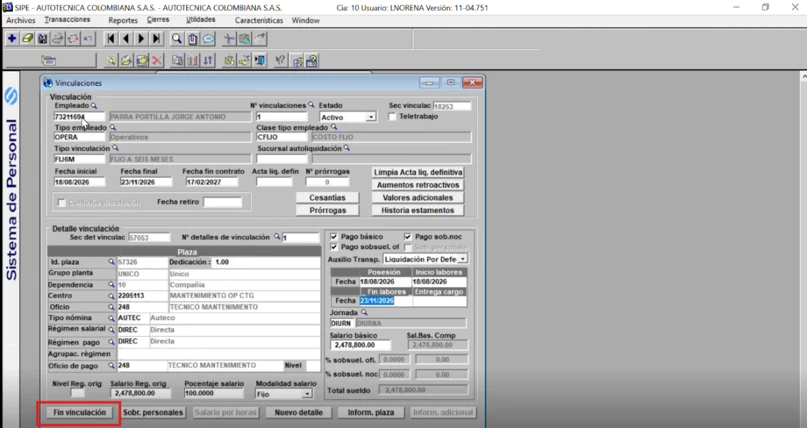 SIPE - AUTOTECNICA COLOMBIANA S.A.S. - AUTOTECNICA COLOMBIANA S.A.S. Cia: 10 Usuario: LNORENA Versión: 11-04.751
Archivos Transacciones Reportes Cierres Utilidades Caracteristicas Window
Sistema de Personal
Vinculaciones
Vinculación
Empleado Nº vinculaciones Estado Sec vinculac 18253
73211694 PARRA PORTILLA JORGE ANTONIO 1 Activo Teletrabajo
Tipo empleado Clase tipo empleado
OPERA Operativos CFIJO COSTO FIJO
Tipo vinculación Sucursal autoliquidación
FIJ6M FIJO A SEIS MESES
Fecha inicial Fecha final Fecha fin contrato Acta liq. defin Nº prórrogas Limpia Acta liq. definitiva
18/08/2026 23/11/2026 17/02/2027 0 Aumentos retroactivos
Fecha retiro Cesantías Valores adicionales
Prórrogas Historia estamentos
Detalle vinculación
Sec det vinculac 57053 Nº detalles de vinculación 1
Pago básico Pago sob.noc
Pago sobsuel. of Sobr. personale
Plaza
Auxilio Transp. Liquidación Por Defe
Id. plaza 57326 Dedicación : 1.00
Grupo planta UNICO Unico
Dependencia 10 Compañia
Centro 2205113 MANTENIMIENTO OP CTG
Oficio 248 TECNICO MANTENIMIENTO
Tipo nómina AUTEC Auteco
Régimen salarial DIREC Directa
Régimen pago DIREC Directa
Agrupac. régimen
Oficio de pago 248 TECNICO MANTENIMIENTO Nivel
Posesión Inicio labores
Fecha 18/08/2026 18/08/2026
Fin labores Entrega cargo
Fecha 23/11/2026
Jornada
DIURN DIURNA
Salario básico Sal.Bas. Comp
2,478,800.00 2,478,800.00
% sobsuel. ofi. 0.0000 0.00
% sobsuel. noc 0.0000 0.00
Total sueldo 2,478,800.00
Nivel Reg. orig Salario Reg. orig Pocentaje salario Modalidad salario
2,478,800.00 100.0000 Fijo
Fin vinculación Sobr. personales Salario por horas Nuevo detalle Inform. plaza Inform. adicional